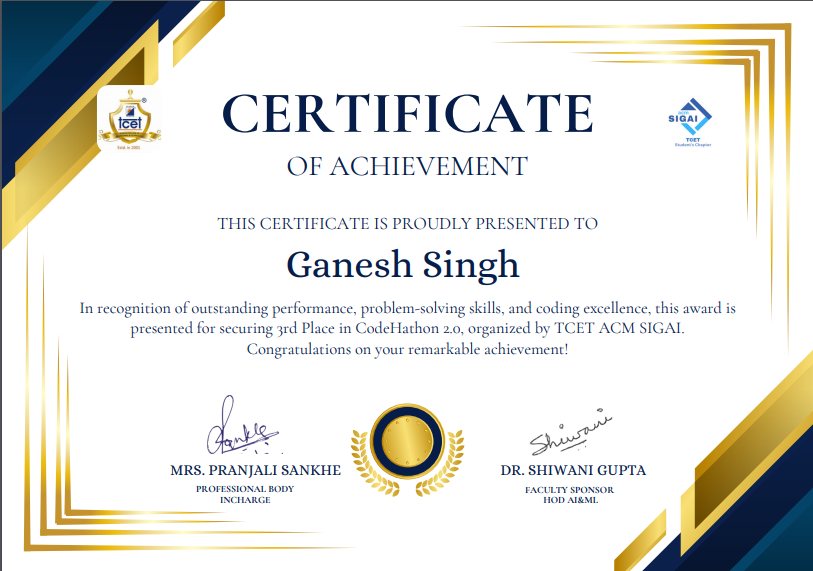 tcet
Estd. in 2001
ACM
SIGAI
TCET
Student's Chapter
CERTIFICATE
OF ACHIEVEMENT
THIS CERTIFICATE IS PROUDLY PRESENTED TO
Ganesh Singh
In recognition of outstanding performance, problem-solving skills, and coding excellence, this award is
presented for securing 3rd Place in CodeHathon 2.0, organized by TCET ACM SIGAI.
Congratulations on your remarkable achievement!
Sankhe
Shiwani
MRS. PRANJALI SANKHE
PROFESSIONAL BODY
INCHARGE
DR. SHIWANI GUPTA
FACULTY SPONSOR
HOD AI&ML